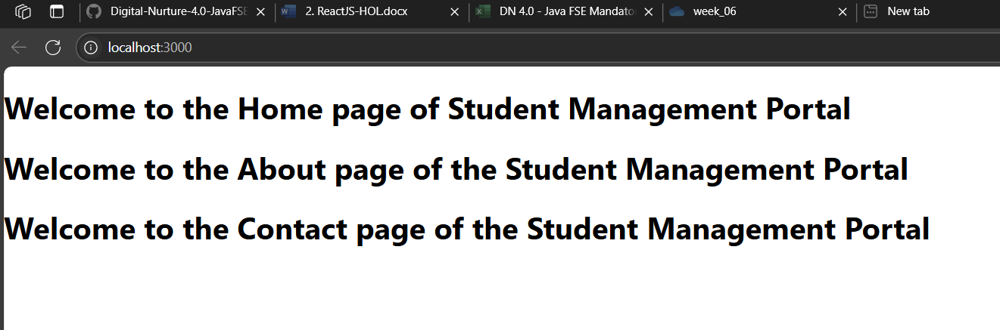 Digital-Nurture-4.0-JavaFSE
2. ReactJS-HOL.docx
DN 4.0 - Java FSE Mandato
week_06
New tab
localhost:3000
Welcome to the Home page of Student Management Portal
Welcome to the About page of the Student Management Portal
Welcome to the Contact page of the Student Management Portal